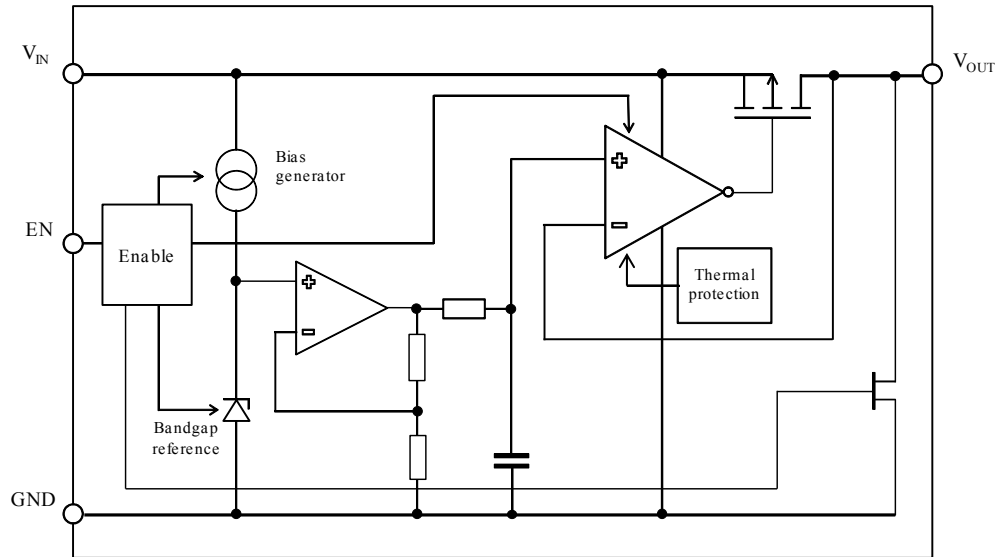 VIN
VOUT
Bias
generator
EN
Enable
Thermal
protection
Bandgap
reference
GND